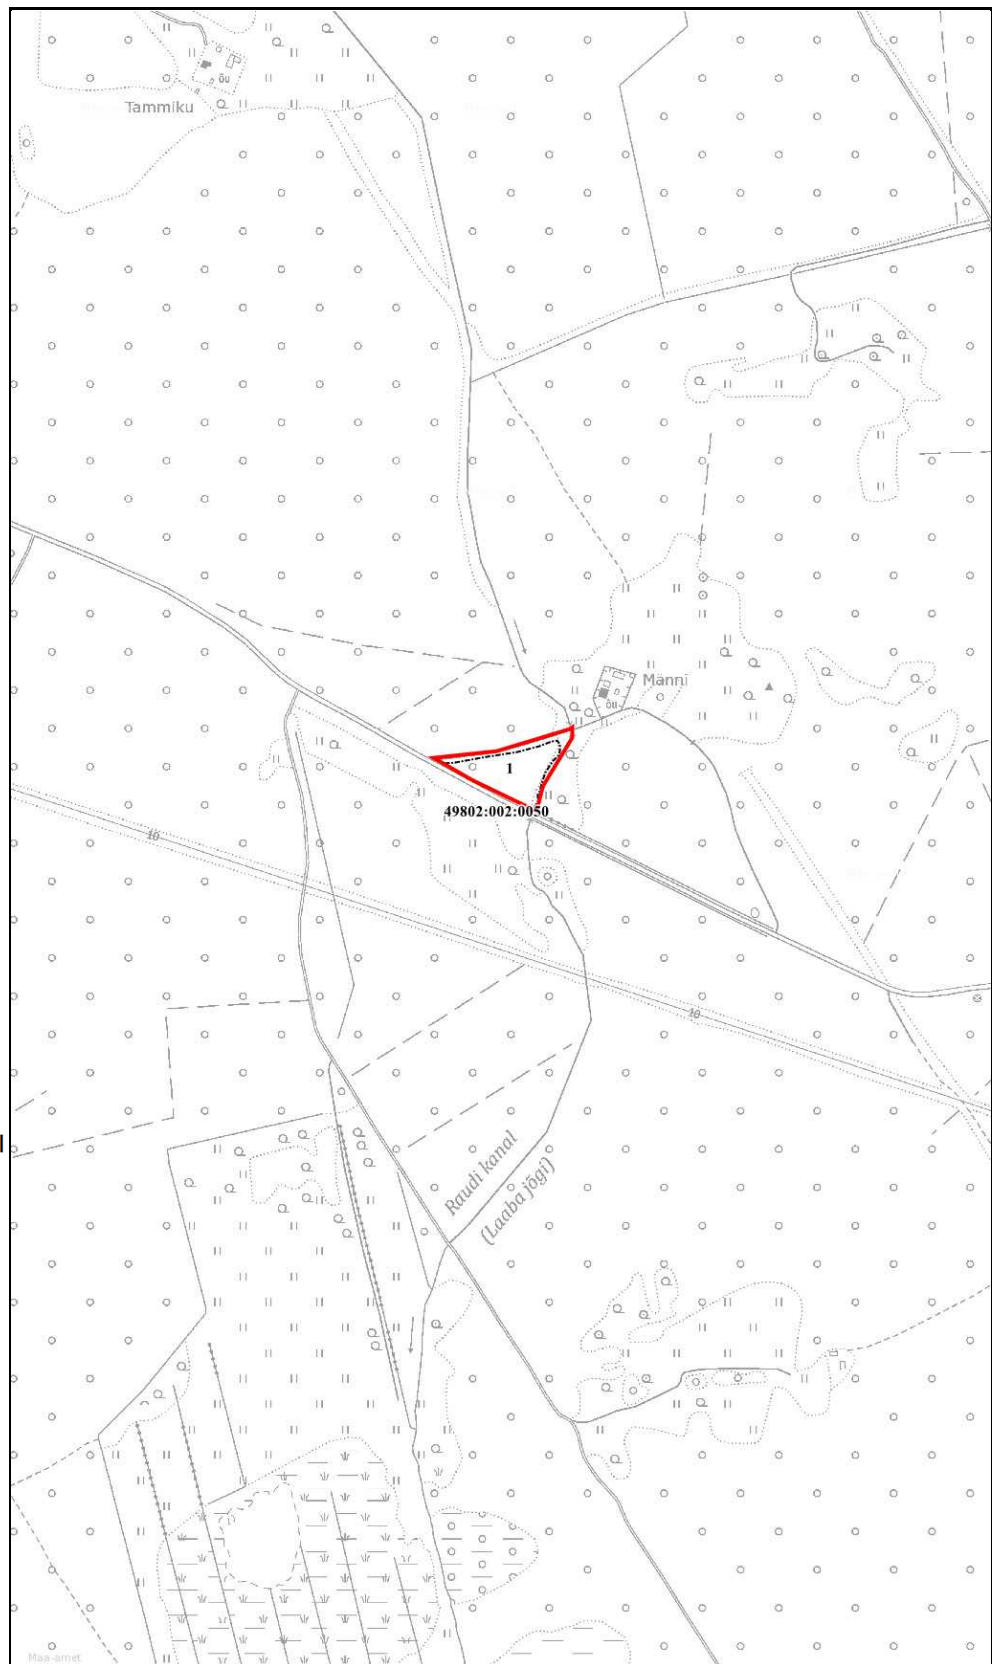 õu
Tammiku
Männi
õu
1
49802:002:0050
10
10
Raudi kanal
(Laaba jõgi)
Maa-amet